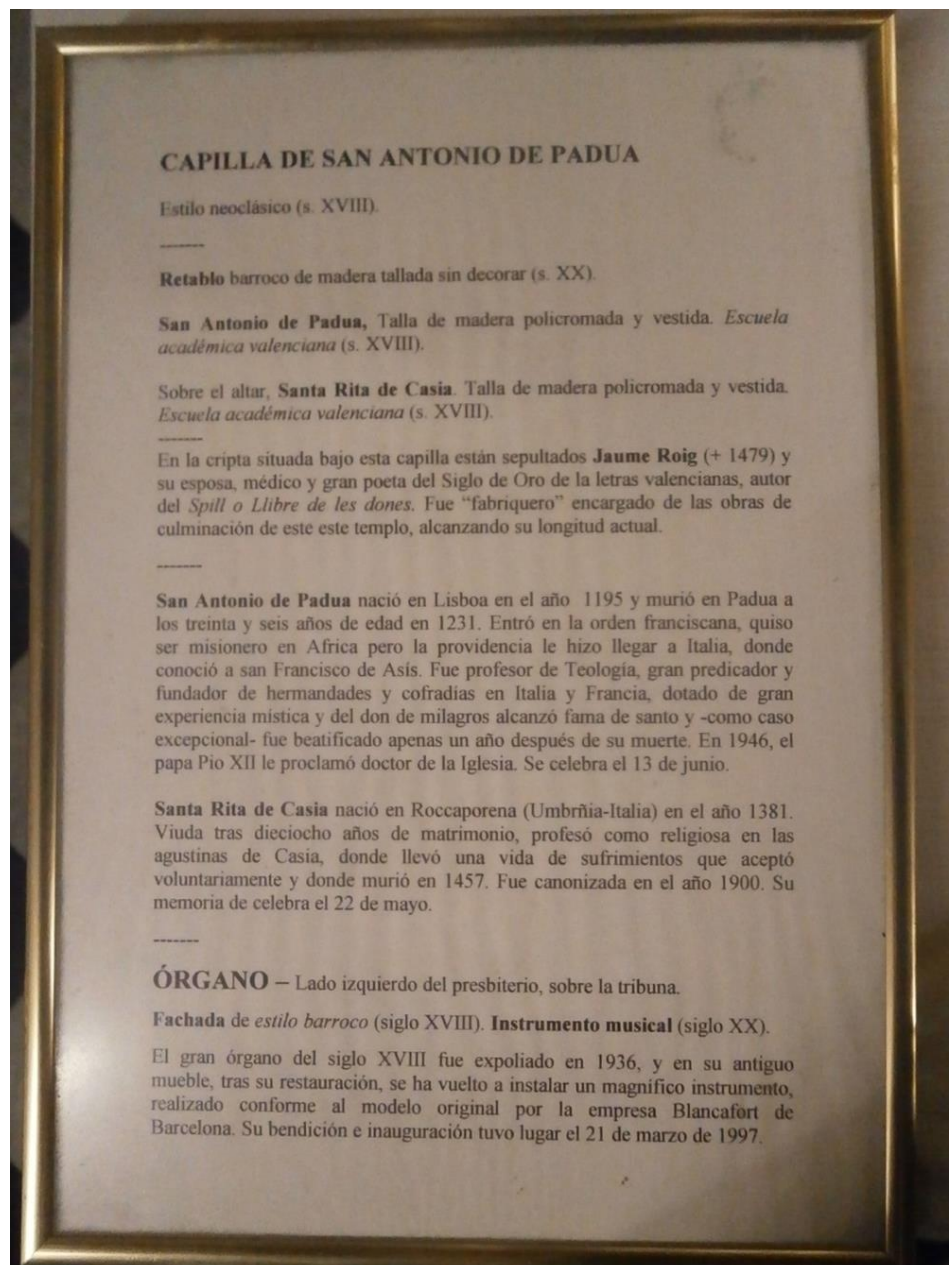 CAPILLA DE SAN ANTONIO DE PADUA
Estilo neoclásico (s. XVIII).
-------
Retablo barroco de madera tallada sin decorar (s. XX).
San Antonio de Padua, Talla de madera policromada y vestida. Escuela
académica valenciana (s. XVIII).
Sobre el altar, Santa Rita de Casia. Talla de madera policromada y vestida.
Escuela académica valenciana (s. XVIII).
-------
En la cripta situada bajo esta capilla están sepultados Jaume Roig (+ 1479) y
su esposa, médico y gran poeta del Siglo de Oro de la letras valencianas, autor
del Spill o Llibre de les dones. Fue “fabriquero” encargado de las obras de
culminación de este este templo, alcanzando su longitud actual.
-------
San Antonio de Padua nació en Lisboa en el año 1195 y murió en Padua a
los treinta y seis años de edad en 1231. Entró en la orden franciscana, quiso
ser misionero en Africa pero la providencia le hizo llegar a Italia, donde
conoció a san Francisco de Asís. Fue profesor de Teología, gran predicador y
fundador de hermandades y cofradías en Italia y Francia, dotado de gran
experiencia mística y del don de milagros alcanzó fama de santo y -como caso
excepcional- fue beatificado apenas un año después de su muerte. En 1946, el
papa Pio XII le proclamó doctor de la Iglesia. Se celebra el 13 de junio.
Santa Rita de Casia nació en Roccaporena (Umbrñia-Italia) en el año 1381.
Viuda tras dieciocho años de matrimonio, profesó como religiosa en las
agustinas de Casia, donde llevó una vida de sufrimientos que aceptó
voluntariamente y donde murió en 1457. Fue canonizada en el año 1900. Su
memoria de celebra el 22 de mayo.
-------
ÓRGANO – Lado izquierdo del presbiterio, sobre la tribuna.
Fachada de estilo barroco (siglo XVIII). Instrumento musical (siglo XX).
El gran órgano del siglo XVIII fue expoliado en 1936, y en su antiguo
mueble, tras su restauración, se ha vuelto a instalar un magnífico instrumento,
realizado conforme al modelo original por la empresa Blancafort de
Barcelona. Su bendición e inauguración tuvo lugar el 21 de marzo de 1997.